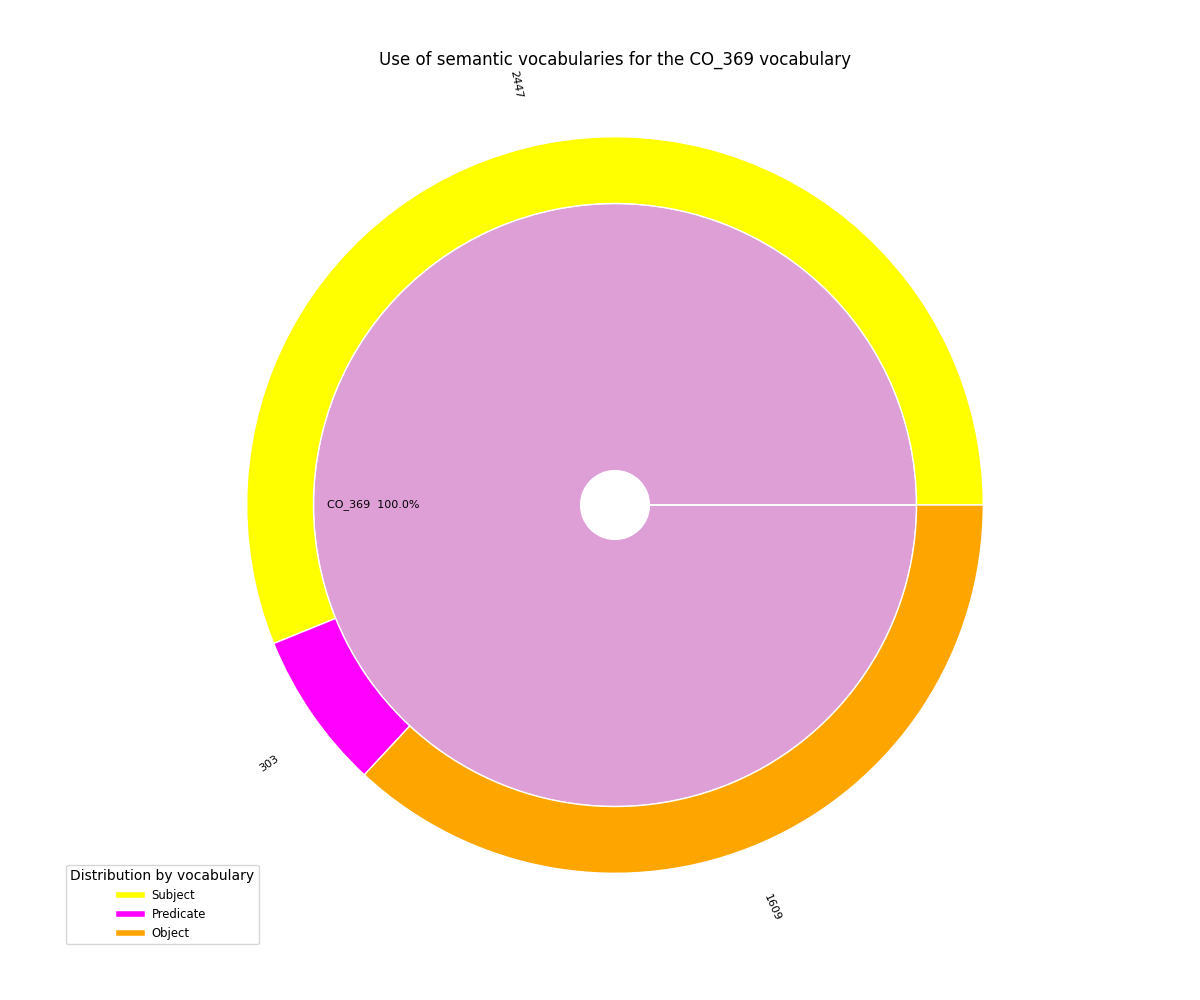 Use of semantic vocabularies for the CO_369 vocabulary
2447
CO_369 100.0%
303
1609
Distribution by vocabulary
Subject
Predicate
Object